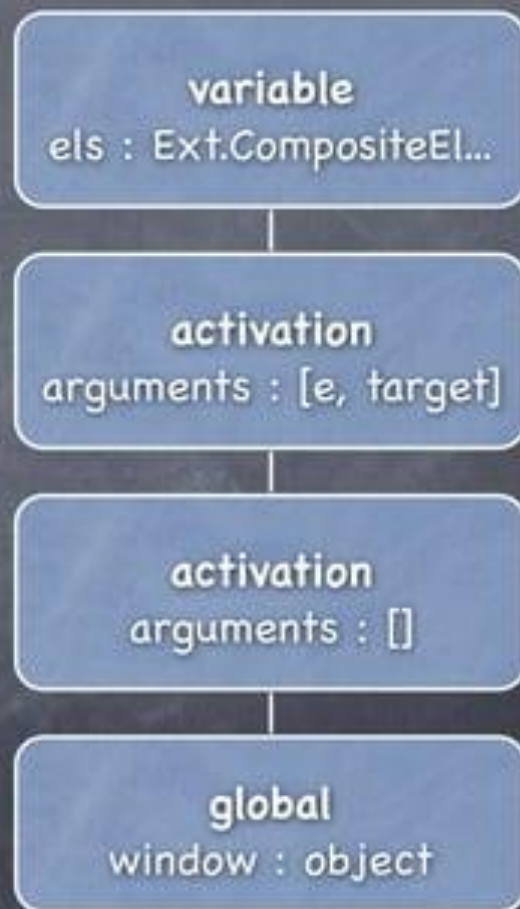 variable
els : Ext.CompositeEl...
activation
arguments : [e, target]
activation
arguments : []
global
window : object